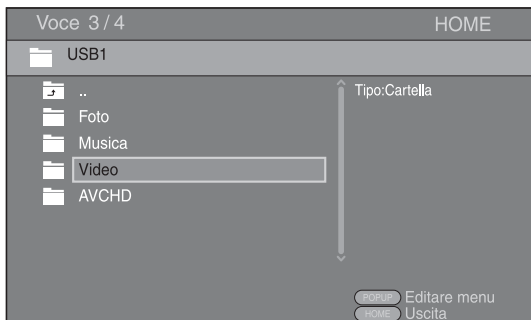 Voce 3/4
HOME
USB1
..
Tipo:Cartella
Foto
Musica
Video
AVCHD
POPUP Editare menu
HOME Uscita